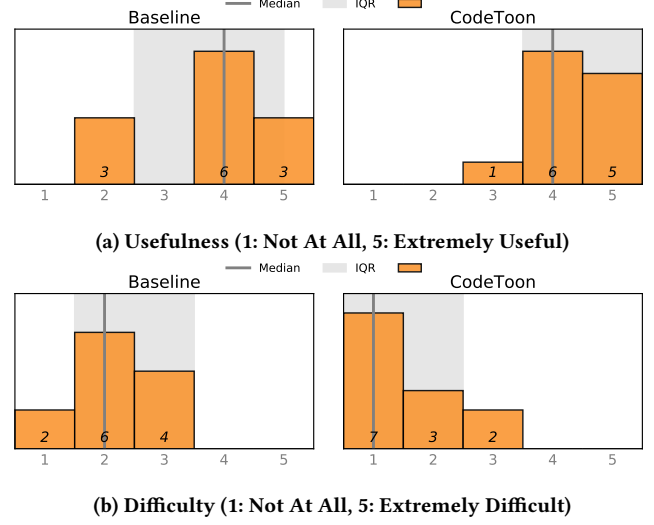 Median IQR
Baseline CodeToon
3 6 3 1 6 5
1 2 3 4 5 1 2 3 4 5
(a) Usefulness (1: Not At All, 5: Extremely Useful)
Median IQR
Baseline CodeToon
2 6 4 7 3 2
1 2 3 4 5 1 2 3 4 5
(b) Difficulty (1: Not At All, 5: Extremely Difficult)